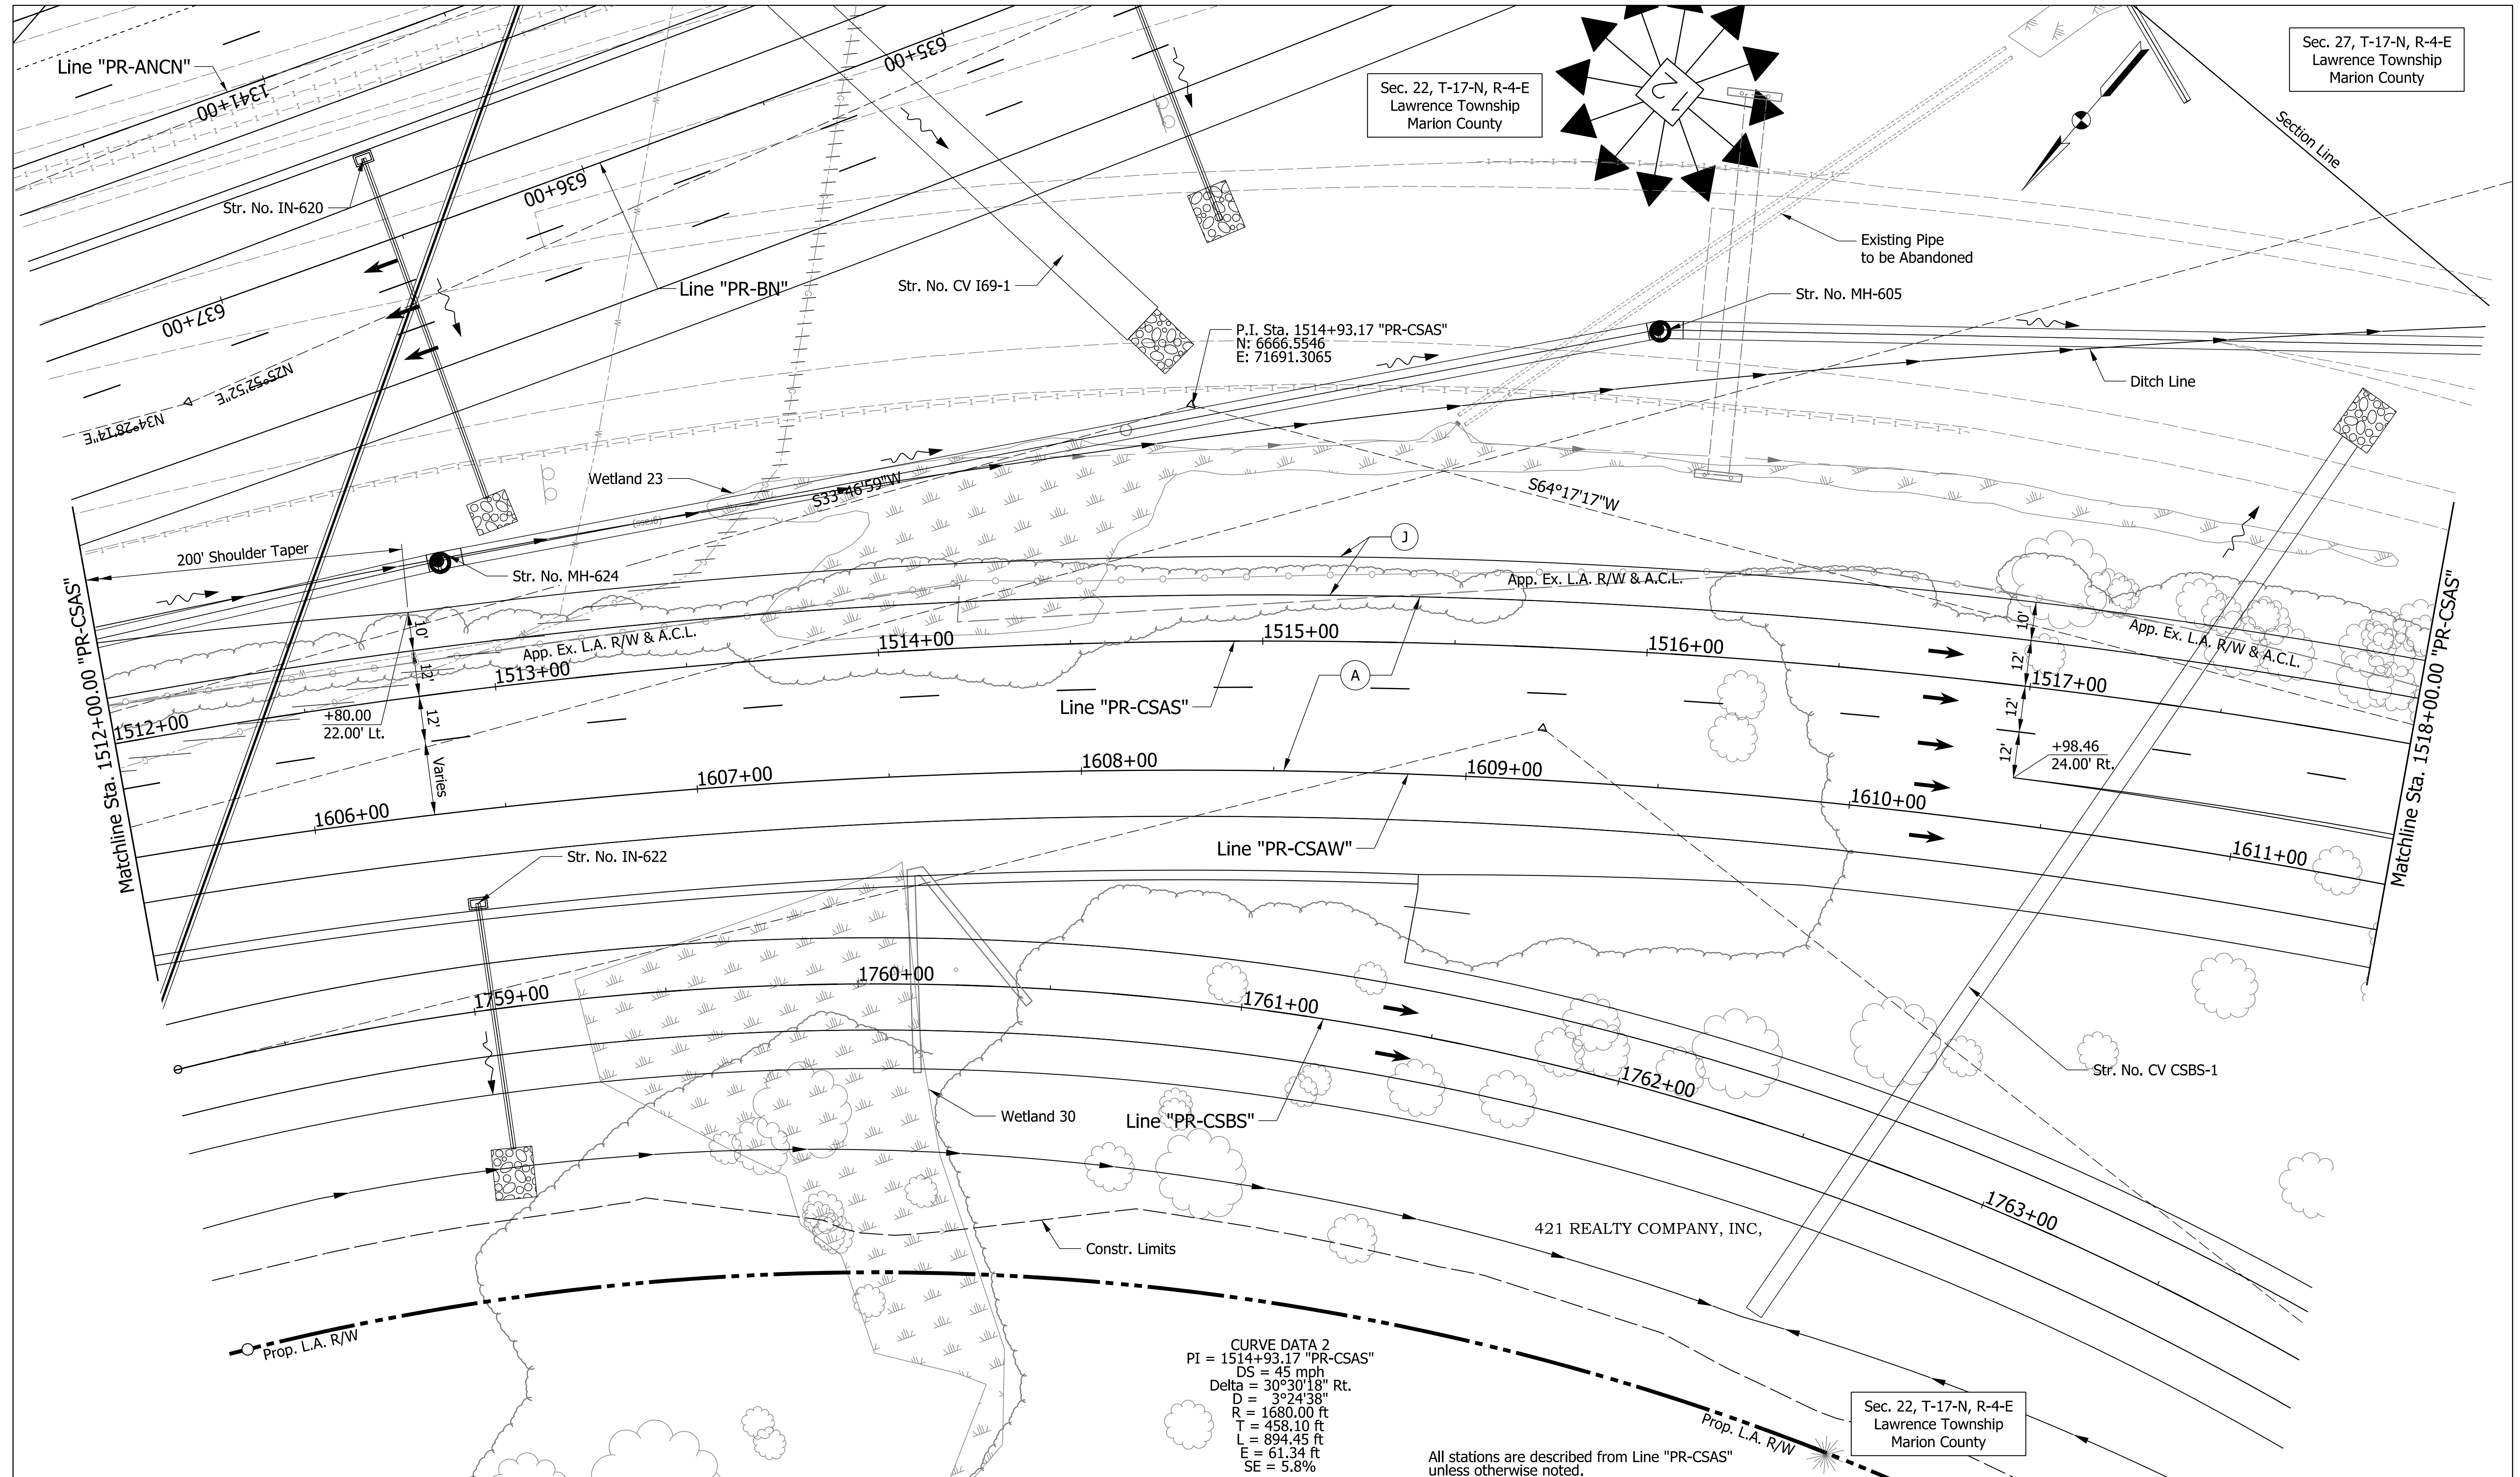 Line "PR-ANCN"
1341+00
635+00
Sec. 22, T-17-N, R-4-E
Lawrence Township
Marion County
12
Sec. 27, T-17-N, R-4-E
Lawrence Township
Marion County
Section Line
Str. No. IN-620
636+00
Line "PR-BN"
637+00
Str. No. CV I69-1
Existing Pipe
to be Abandoned
Str. No. MH-605
P.I. Sta. 1514+93.17 "PR-CSAS"
N: 6666.5546
E: 71691.3065
Ditch Line
N25°52'52"E
N34°28'14"E
Wetland 23
S33°46'59"W
S64°17'17"W
(grass)
200' Shoulder Taper
Str. No. MH-624
J
App. Ex. L.A. R/W & A.C.L.
App. Ex. L.A. R/W & A.C.L.
App. Ex. L.A. R/W & A.C.L.
Matchline Sta. 1512+00.00 "PR-CSAS"
Matchline Sta. 1518+00.00 "PR-CSAS"
10'
12'
12'
Varies
10'
12'
12'
12'
1512+00
1513+00
1514+00
1515+00
1516+00
1517+00
+80.00
22.00' Lt.
Line "PR-CSAS"
A
+98.46
24.00' Rt.
1606+00
1607+00
1608+00
1609+00
1610+00
1611+00
Line "PR-CSAW"
Str. No. IN-622
1759+00
1760+00
1761+00
1762+00
1763+00
Line "PR-CSBS"
Wetland 30
Str. No. CV CSBS-1
Constr. Limits
421 REALTY COMPANY, INC,
Prop. L.A. R/W
Prop. L.A. R/W
CURVE DATA 2
PI = 1514+93.17 "PR-CSAS"
DS = 45 mph
Delta = 30°30'18" Rt.
D = 3°24'38"
R = 1680.00 ft
T = 458.10 ft
L = 894.45 ft
E = 61.34 ft
SE = 5.8%
Sec. 22, T-17-N, R-4-E
Lawrence Township
Marion County
All stations are described from Line "PR-CSAS"
unless otherwise noted.